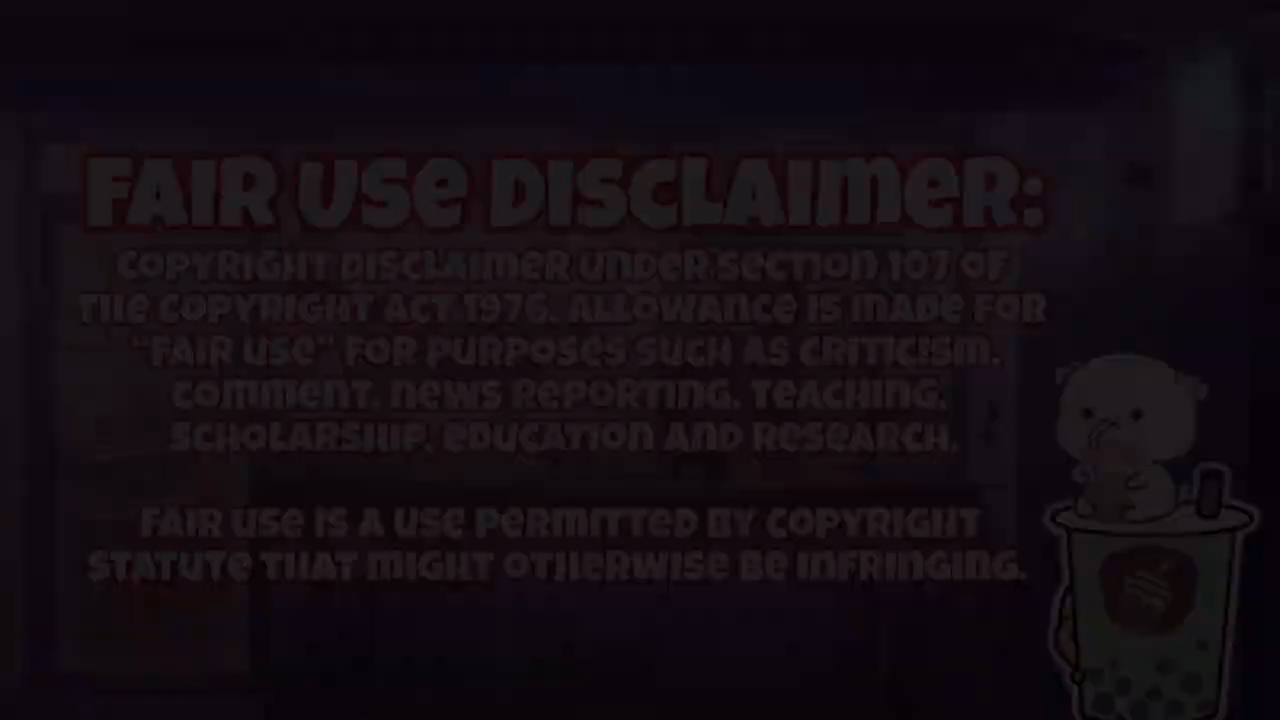 FAIR USE DISCLAIMER:
COPYRIGHT DISCLAIMER UNDER SECTION 107 OF
THE COPYRIGHT ACT 1976, ALLOWANCE IS MADE FOR
"FAIR USE" FOR PURPOSES SUCH AS CRITICISM,
COMMENT, NEWS REPORTING, TEACHING,
SCHOLARSHIP, EDUCATION AND RESEARCH.
FAIR USE IS A USE PERMITTED BY COPYRIGHT
STATUTE THAT MIGHT OTHERWISE BE INFRINGING.